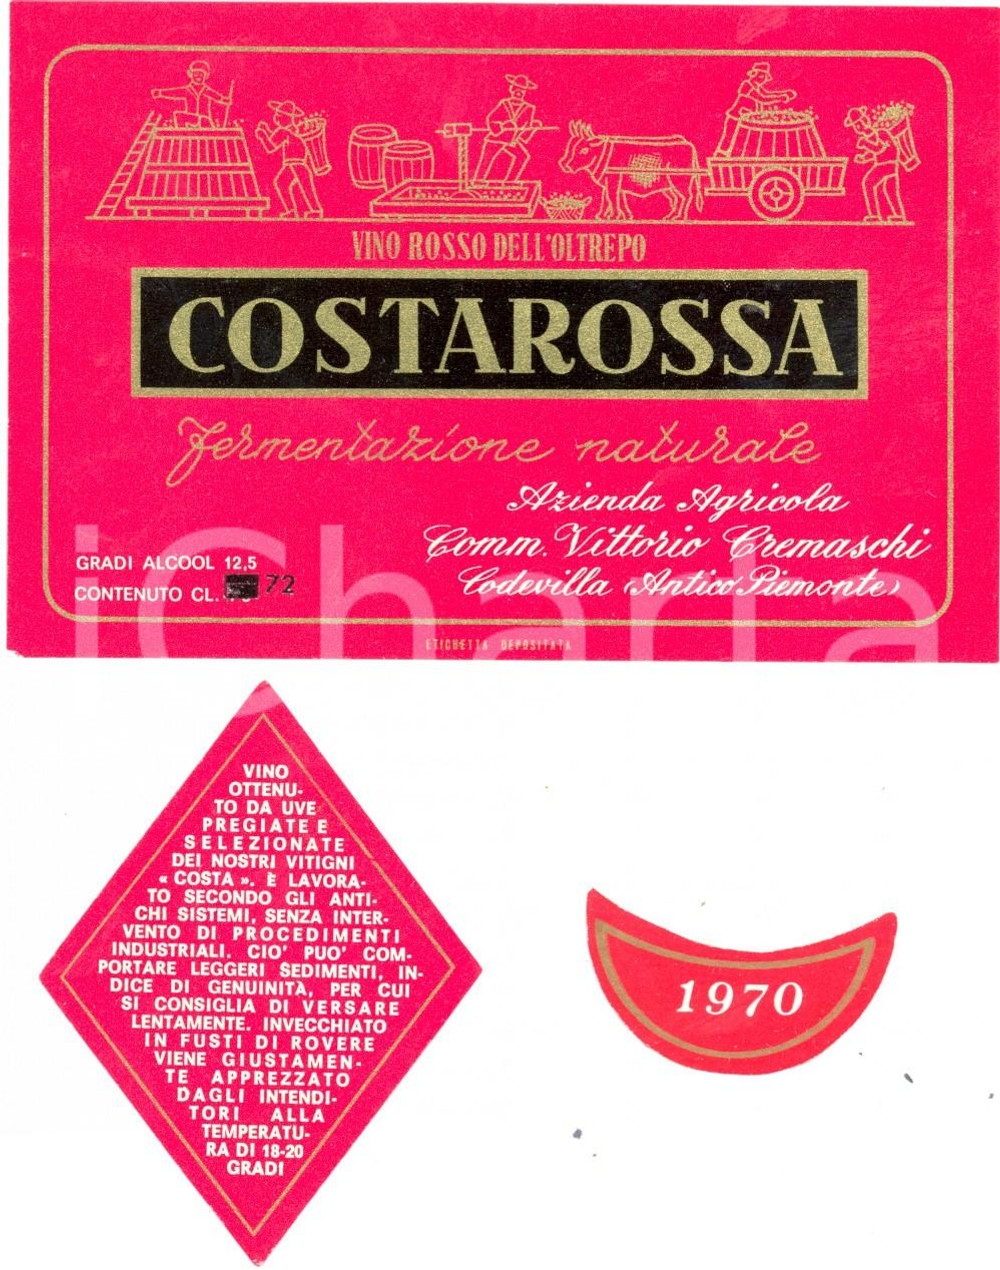 VINO ROSSO DELL'OLTREPO
COSTAROSSA
fermentazione naturale
Azienda Agricola
Comm. Vittorio Cremaschi
Codevilla (Antico Piemonte)
GRADI ALCOOL 12,5
CONTENUTO CL. 72
ETICHETTA DEPOSITATA
iCharta
VINO
OTTENU-
TO DA UVE
PREGIATE E
SELEZIONATE
DEI NOSTRI VITIGNI
« COSTA ». È LAVORA-
TO SECONDO GLI ANTI-
CHI SISTEMI, SENZA INTER-
VENTO DI PROCEDIMENTI
INDUSTRIALI. CIO' PUO' COM-
PORTARE LEGGERI SEDIMENTI, IN-
DICE DI GENUINITA, PER CUI
SI CONSIGLIA DI VERSARE
LENTAMENTE. INVECCHIATO
IN FUSTI DI ROVERE
VIENE GIUSTAMEN-
TE APPREZZATO
DAGLI INTENDI-
TORI ALLA
TEMPERATU-
RA DI 18-20
GRADI
1970